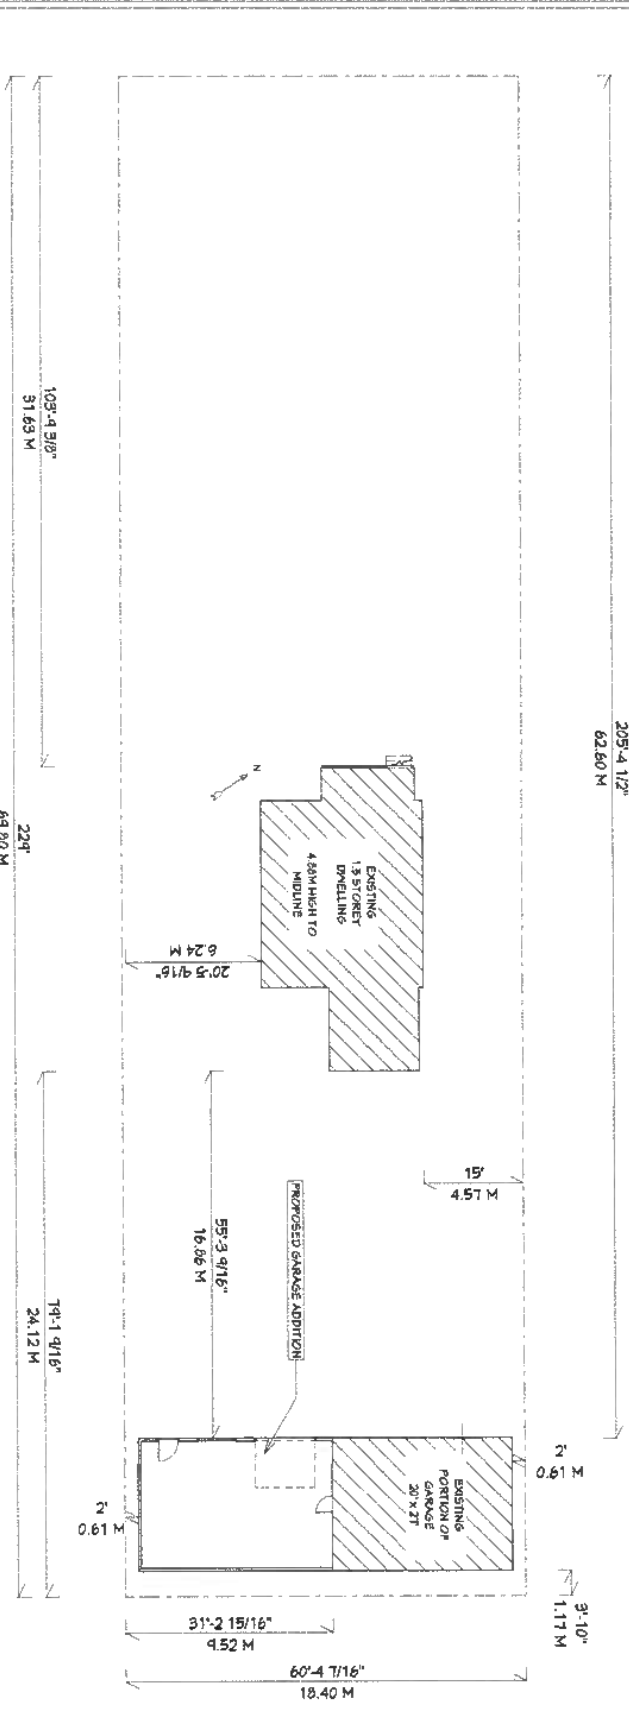 103'-4 3/8"
31.63 M
229'
69.80 M
205'-4 1/2"
62.60 M
N
EXISTING
1.5 STOREY
DWELLING
4.88M HIGH TO
MIDLINE
20'-5 9/16"
6.24 M
15'
4.57 M
55'-3 9/16"
16.86 M
PROPOSED GARAGE ADDITION
79'-1 9/16"
24.12 M
EXISTING
PORTION OF
GARAGE
20' x 27'
2'
0.61 M
2'
0.61 M
3'-10"
1.17 M
31'-2 15/16"
9.52 M
60'-4 7/16"
18.40 M